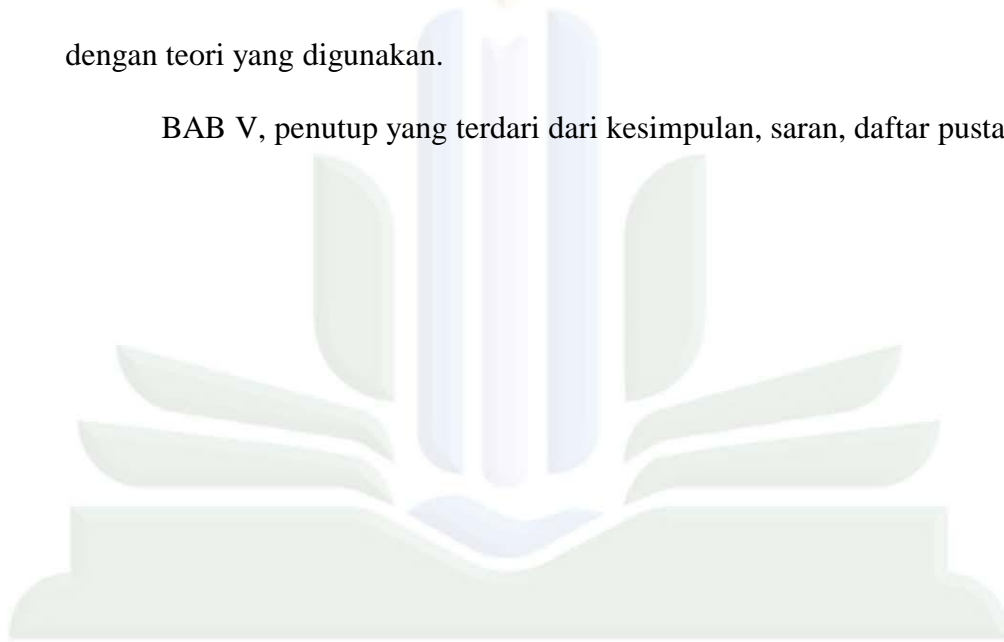 dengan teori yang digunakan.
BAB V, penutup yang terdari dari kesimpulan, saran, daftar pusta